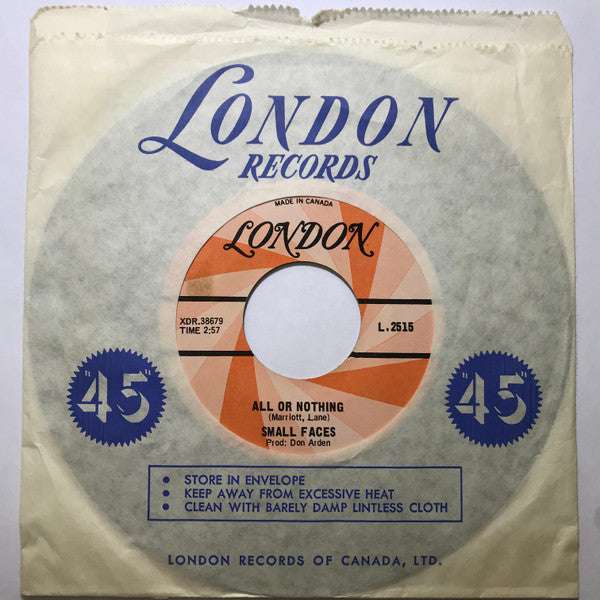 LONDON
RECORDS
MADE IN CANADA
LONDON
XDR.38679
TIME 2:57
L.2515
ALL OR NOTHING
(Marriott, Lane)
SMALL FACES
Prod: Don Arden
"45"
"45"
• STORE IN ENVELOPE
• KEEP AWAY FROM EXCESSIVE HEAT
• CLEAN WITH BARELY DAMP LINTLESS CLOTH
LONDON RECORDS OF CANADA, LTD.